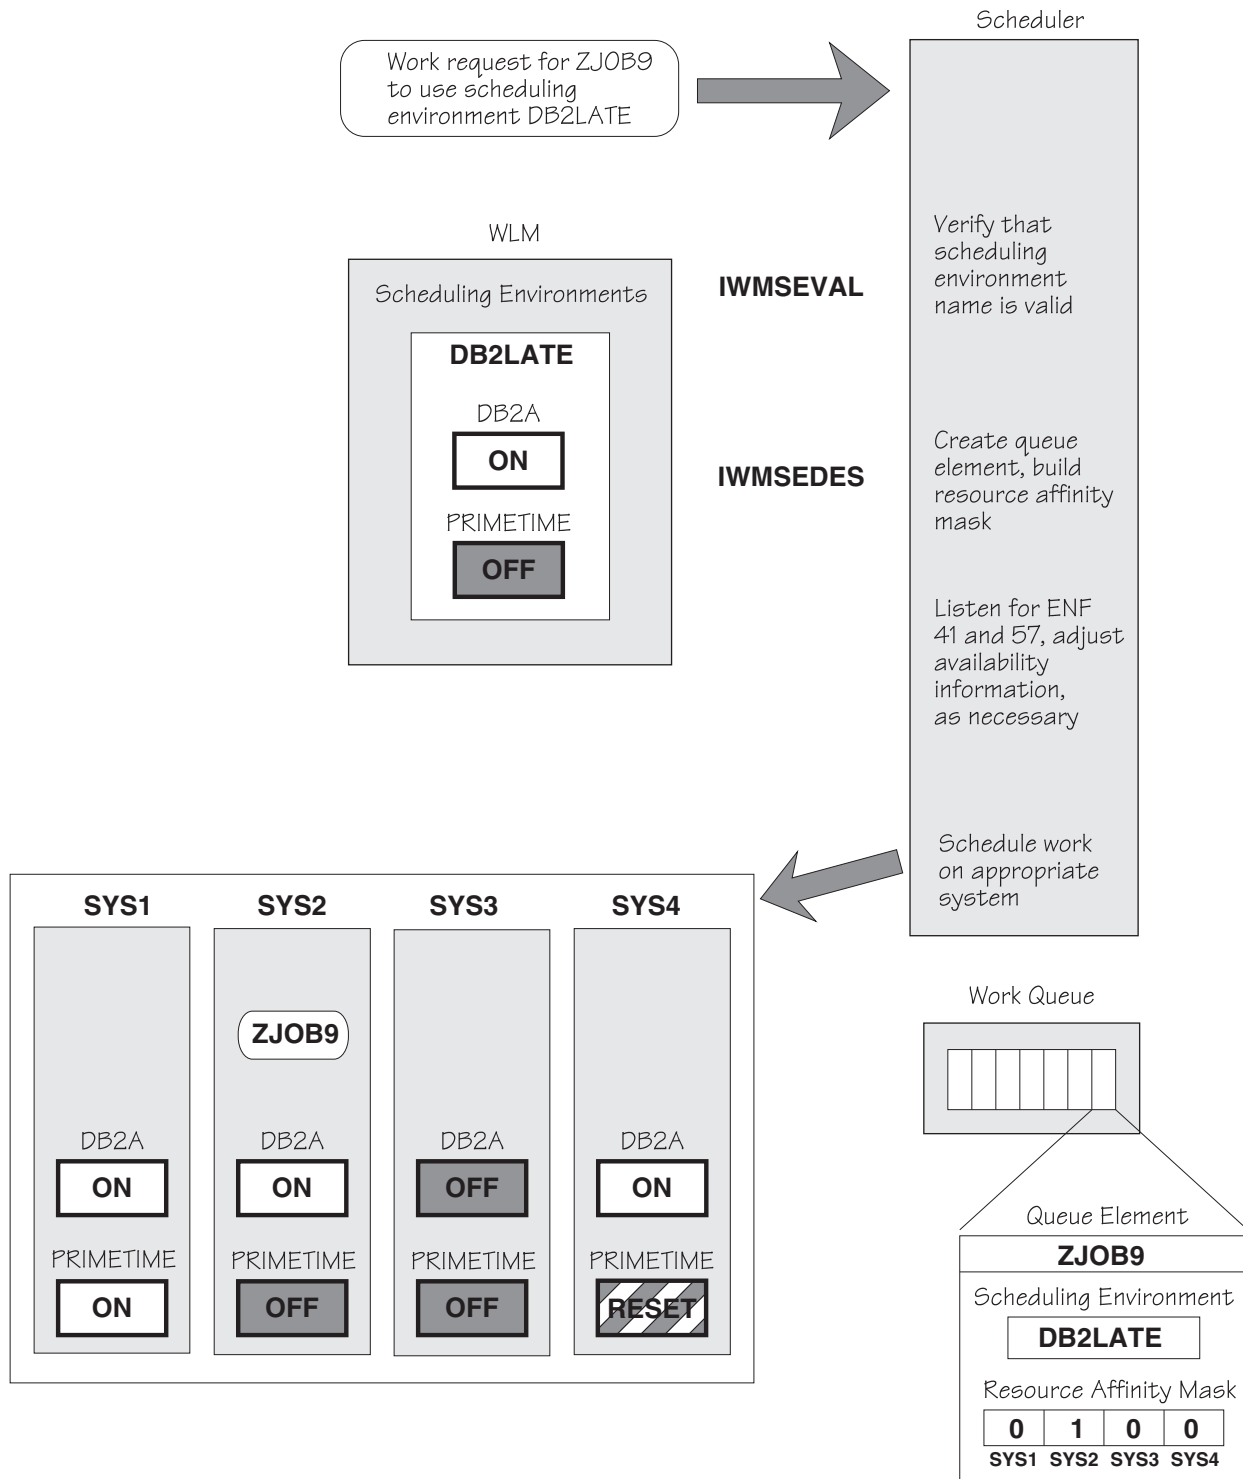 Scheduler
Work request for ZJOB9
to use scheduling
environment DB2LATE
Verify that
scheduling
environment
name is valid
WLM
IWMSEVAL
Scheduling Environments
DB2LATE
DB2A
ON
PRIMETIME
OFF
IWMSEDES
Create queue
element, build
resource affinity
mask
Listen for ENF
41 and 57, adjust
availability
information,
as necessary
Schedule work
on appropriate
system
SYS1 SYS2 SYS3 SYS4
ZJOB9
DB2A DB2A DB2A DB2A
ON ON OFF ON
PRIMETIME PRIMETIME PRIMETIME PRIMETIME
ON OFF OFF RESET
Work Queue
Queue Element
ZJOB9
Scheduling Environment
DB2LATE
Resource Affinity Mask
0 1 0 0
SYS1 SYS2 SYS3 SYS4